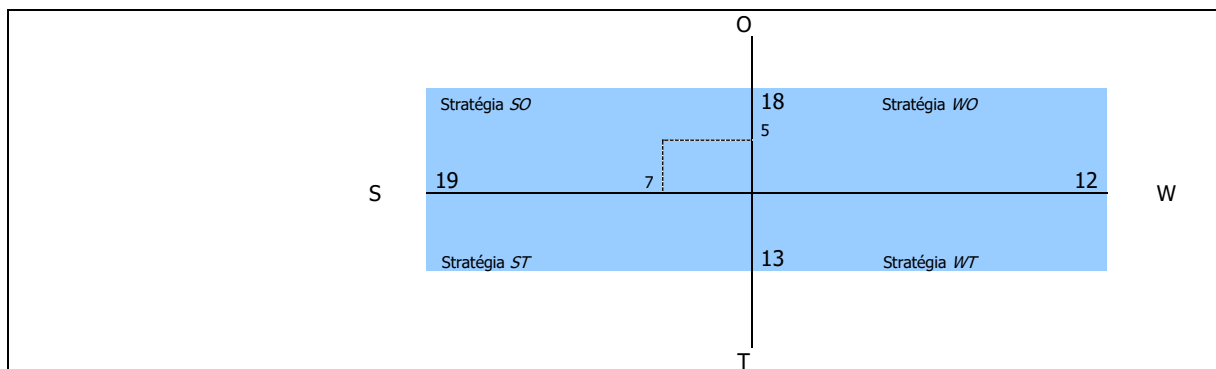 O
Stratégia SO
18
Stratégia WO
5
S
19
7
12
W
Stratégia ST
13
Stratégia WT
T